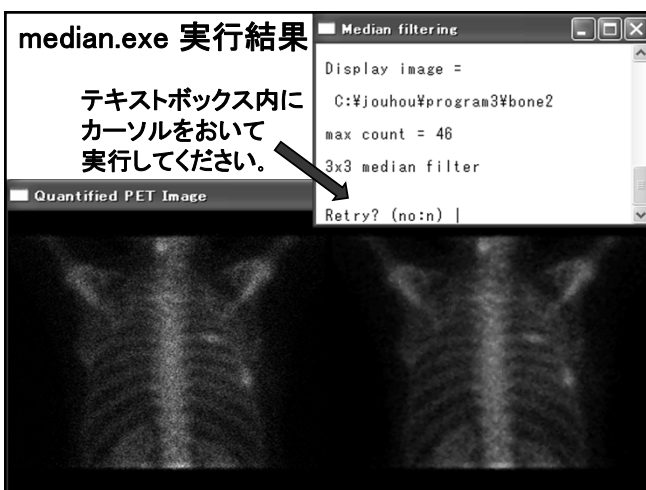 median.exe 実行結果
テキストボックス内に
カーソルをおいて
実行してください。
Median filtering
Display image =
C:¥jouhou¥program3¥bone2
max count = 46
3x3 median filter
Retry? (no:n)
Quantified PET Image